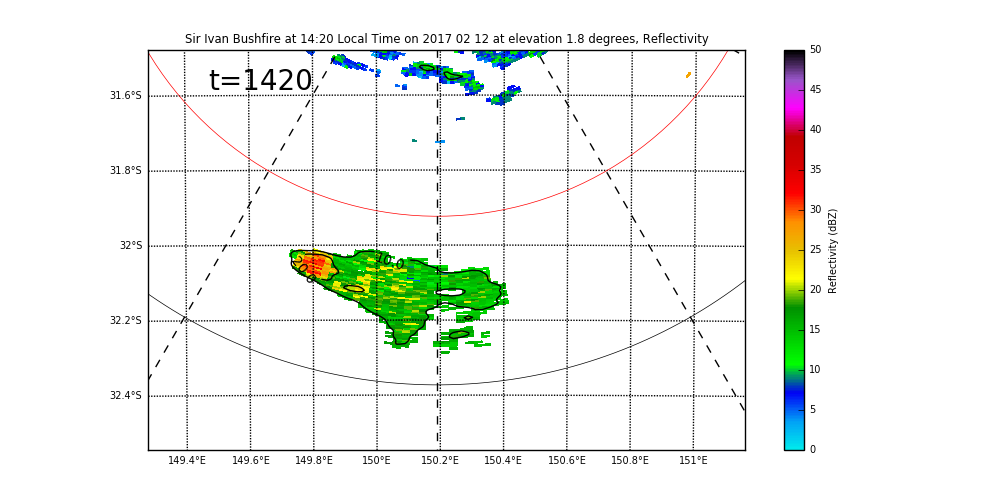 Sir Ivan Bushfire at 14:20 Local Time on 2017 02 12 at elevation 1.8 degrees, Reflectivity
t=1420
31.6°S
31.8°S
32°S
32.2°S
32.4°S
149.4°E 149.6°E 149.8°E 150°E 150.2°E 150.4°E 150.6°E 150.8°E 151°E
10.0
20.0
50
45
40
35
30
25
20
15
10
5
0
Reflectivity (dBZ)